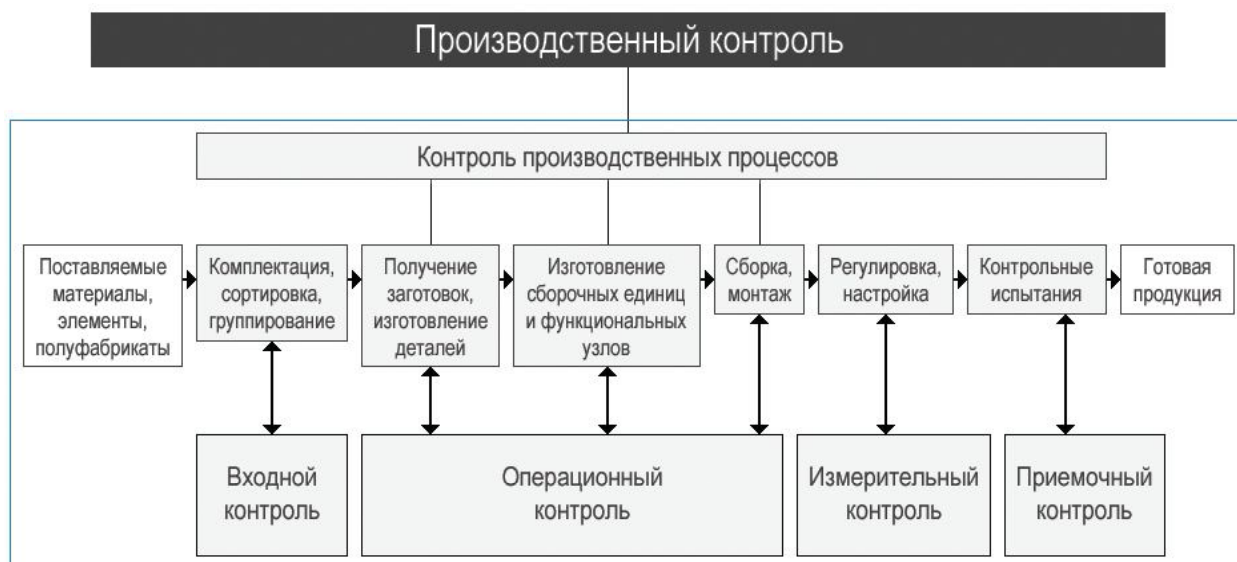 Производственный контроль
Контроль производственных процессов
Поставляемые
материалы,
элементы,
полуфабрикаты
Комплектация,
сортировка,
группирование
Получение
заготовок,
изготовление
деталей
Изготовление
сборочных единиц
и функциональных
узлов
Сборка,
монтаж
Регулировка,
настройка
Контрольные
испытания
Готовая
продукция
Входной
контроль
Операционный
контроль
Измерительный
контроль
Приемочный
контроль